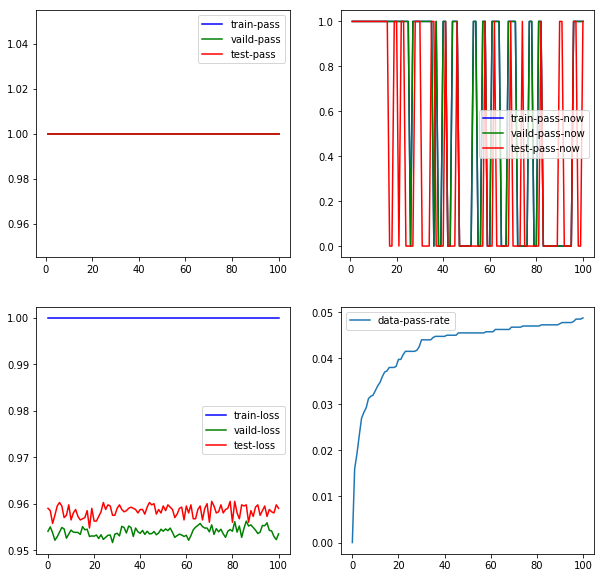 1.04
1.02
1.00
0.98
0.96
0 20 40 60 80 100
train-pass
vaild-pass
test-pass
1.0
0.8
0.6
0.4
0.2
0.0
0 20 40 60 80 100
train-pass-now
vaild-pass-now
test-pass-now
1.00
0.99
0.98
0.97
0.96
0.95
0 20 40 60 80 100
train-loss
vaild-loss
test-loss
0.05
0.04
0.03
0.02
0.01
0.00
0 20 40 60 80 100
data-pass-rate